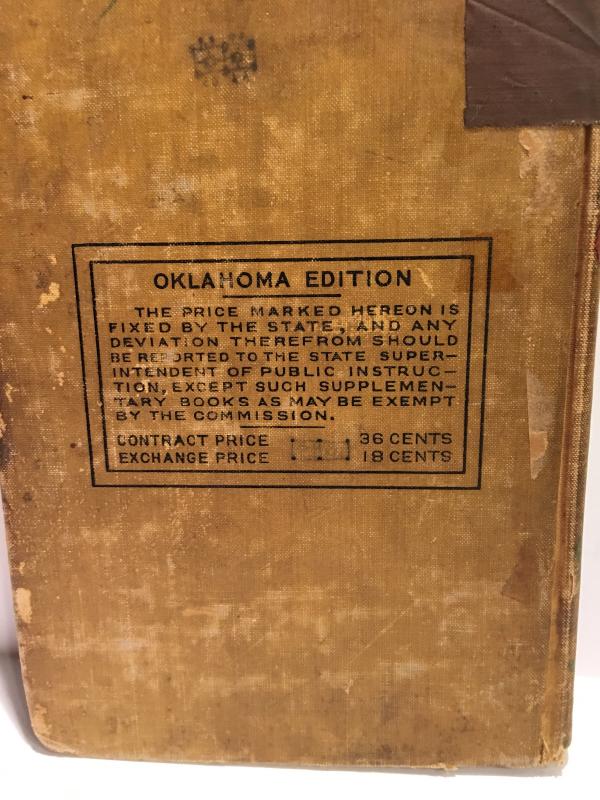 OKLAHOMA EDITION
THE PRICE MARKED HEREON IS
FIXED BY THE STATE, AND ANY
DEVIATION THEREFROM SHOULD
BE REPORTED TO THE STATE SUPER-
INTENDENT OF PUBLIC INSTRUC-
TION, EXCEPT SUCH SUPPLEMEN-
TARY BOOKS AS MAY BE EXEMPT
BY THE COMMISSION.
CONTRACT PRICE 36 CENTS
EXCHANGE PRICE 18 CENTS